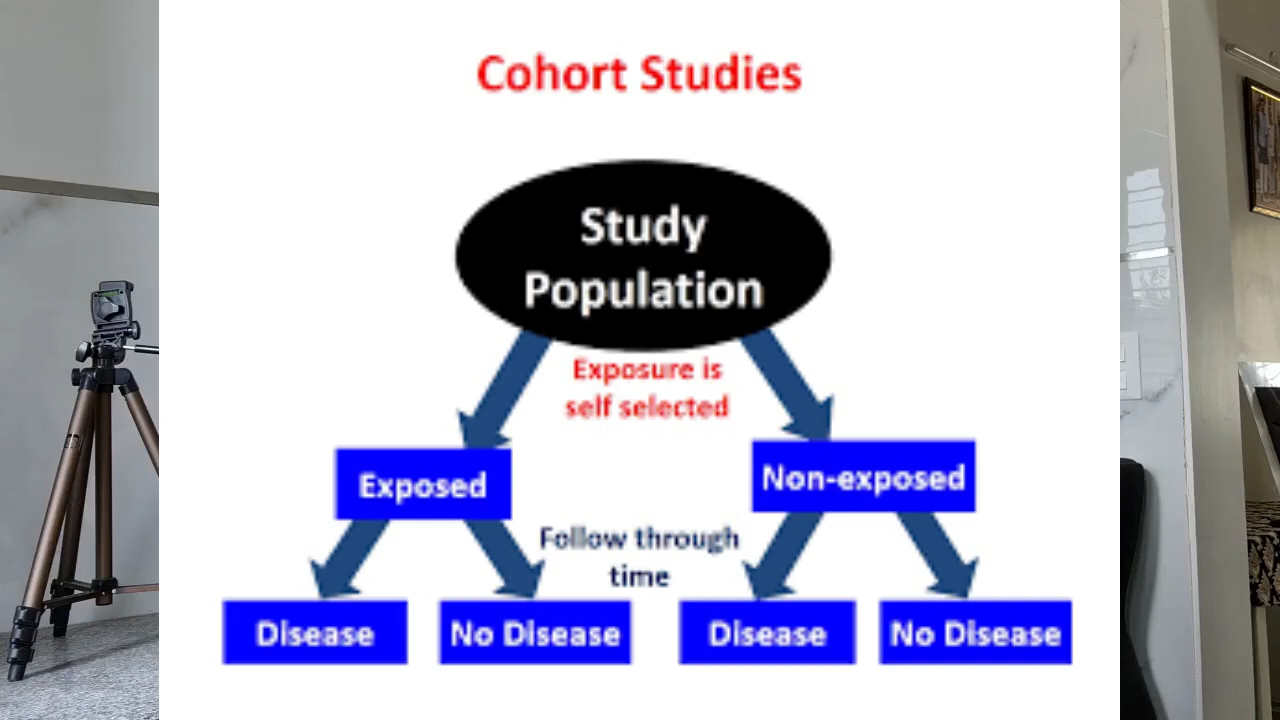 Cohort Studies
Study
Population
Exposure is
self selected
Exposed
Non-exposed
Follow through
time
Disease
No Disease
Disease
No Disease